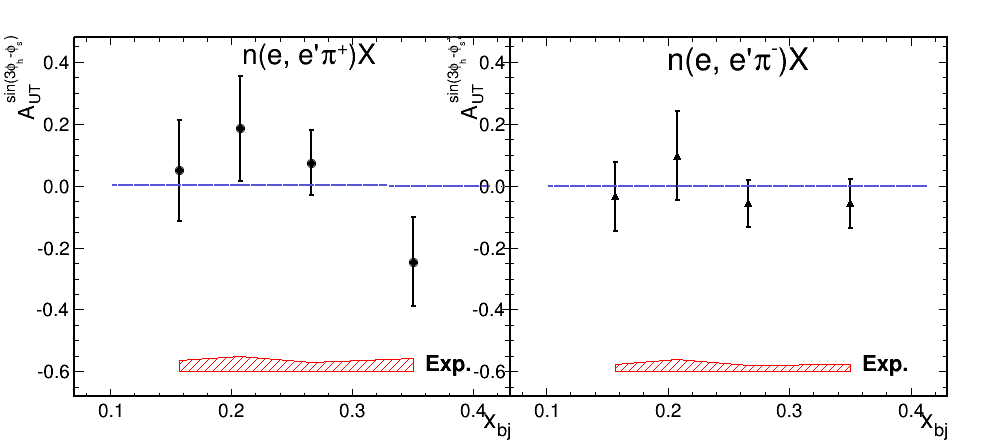 n(e, e'π⁺)X
A_UT^sin(3ϕ_h-ϕ_s)
0.4
0.2
0.0
-0.2
-0.4
-0.6
Exp.
0.1 0.2 0.3 0.4
X_bj
n(e, e'π⁻)X
A_UT^sin(3ϕ_h-ϕ_s)
0.4
0.2
0.0
-0.2
-0.4
-0.6
Exp.
0.1 0.2 0.3 0.4
X_bj